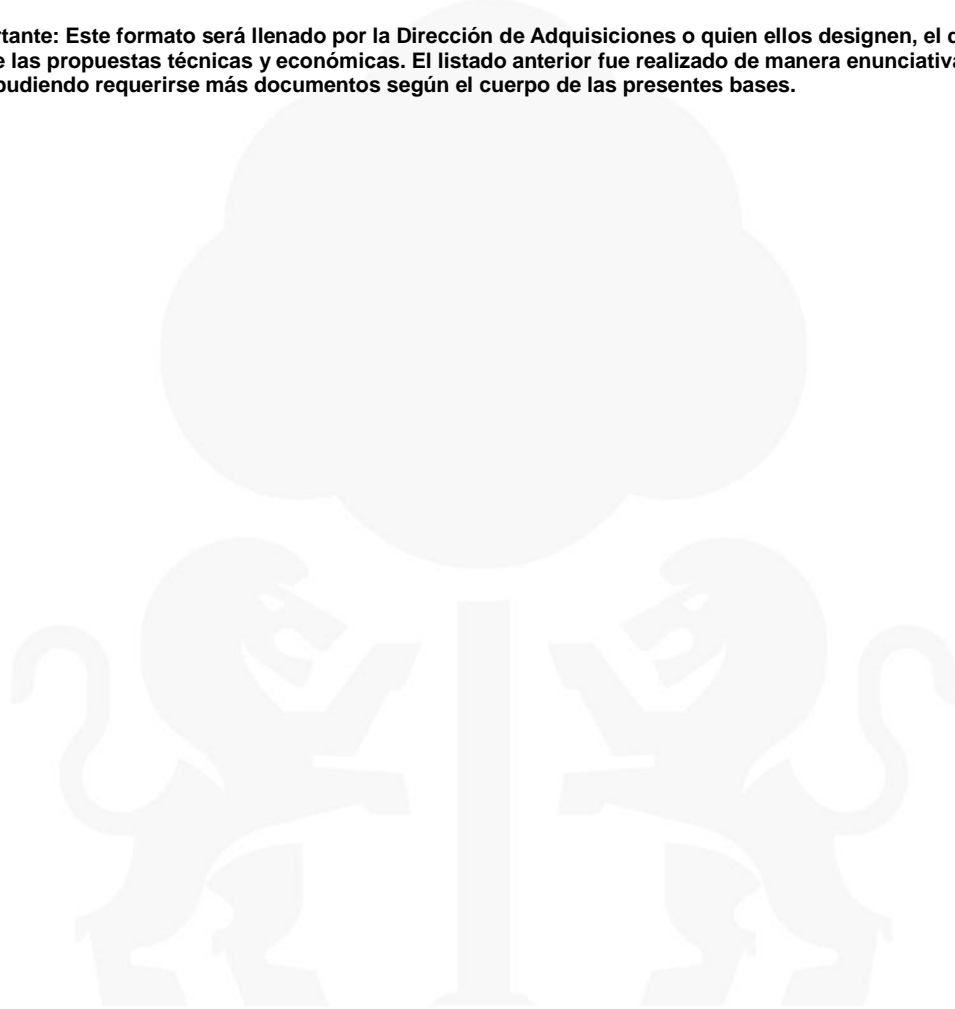 rtante: Este formato será llenado por la Dirección de Adquisiciones o quien ellos designen, el
las propuestas técnicas y económicas. El listado anterior fue realizado de manera enunciativa
pudiendo requerirse más documentos según el cuerpo de las presentes bases.